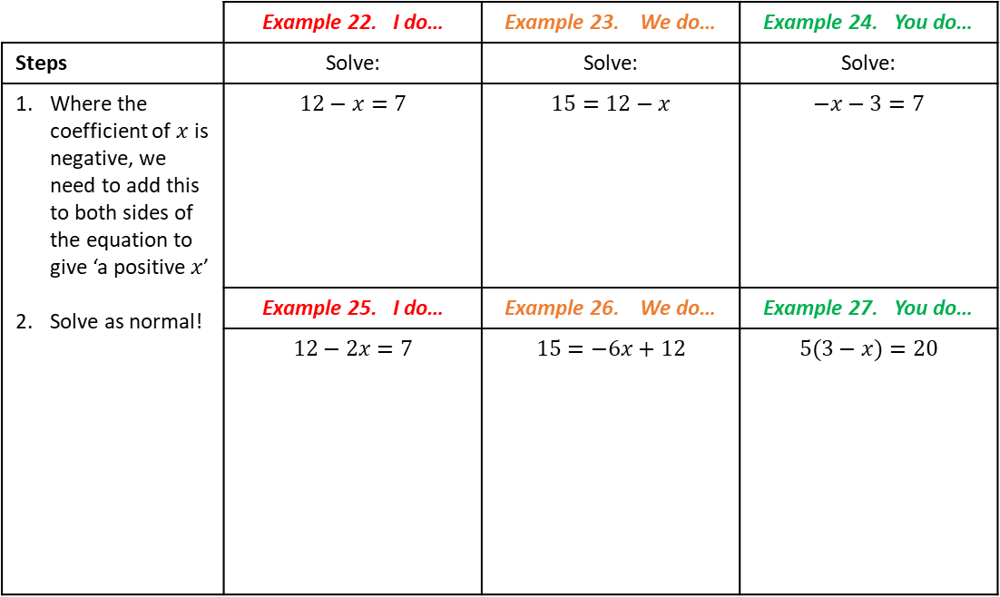 Example 22.   I do...
Example 23.    We do...
Example 24.   You do...
Steps
Solve:
Solve:
Solve:
1.   Where the
coefficient of 𝑥 is
negative, we
need to add this
to both sides of
the equation to
give ‘a positive 𝑥’
2.   Solve as normal!
12 − 𝑥 = 7
15 = 12 − 𝑥
−𝑥 − 3 = 7
Example 25.   I do...
Example 26.    We do...
Example 27.   You do...
12 − 2𝑥 = 7
15 = −6𝑥 + 12
5(3 − 𝑥) = 20